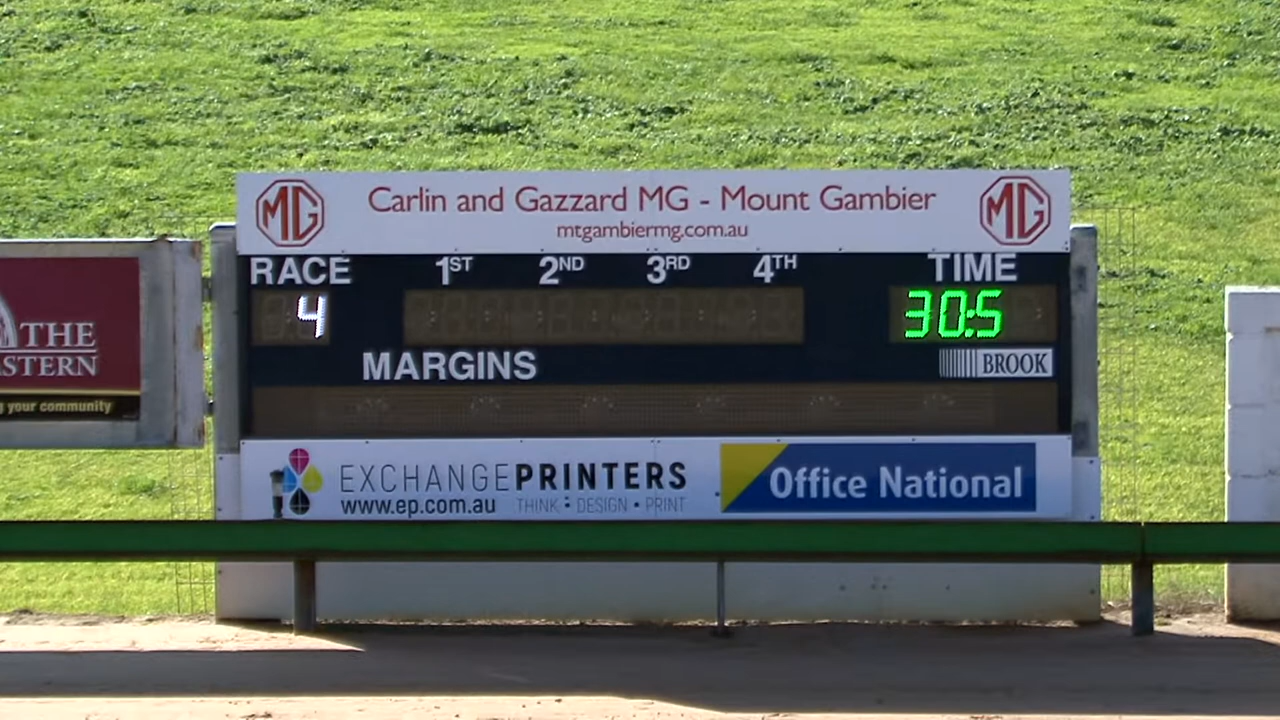 MG Carlin and Gazzard MG - Mount Gambier MG
mtgambiermg.com.au
RACE 1ST 2ND 3RD 4TH TIME
4 30:5
MARGINS BROOK
THE
STERN
your community
EXCHANGEPRINTERS
www.ep.com.au THINK : DESIGN • PRINT
Office National